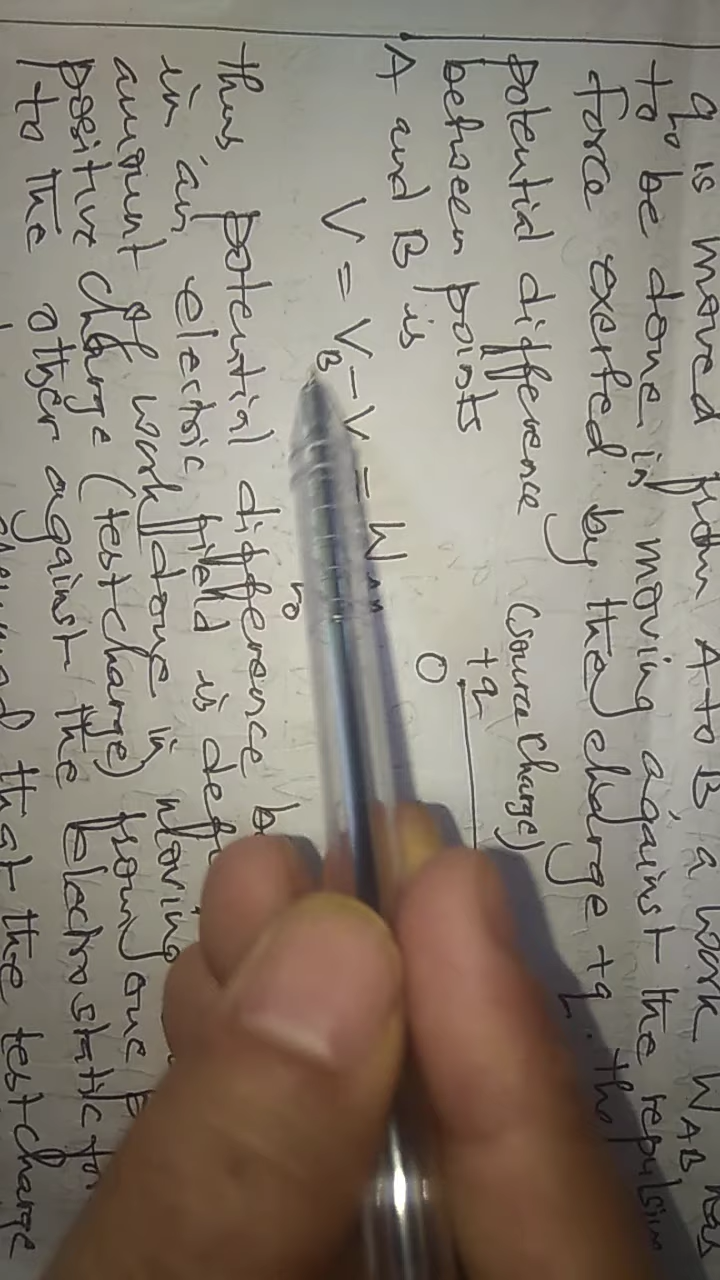 q₀ is moved from A to B a work W_AB has
to be done in moving against the repulsion
force exerted by the charge +q. The
potential difference (source charge)
between points +q
A and B is O
V = V_B - V = W
thus potential difference
in an electric field is
amount of work done in moving
positive charge (test charge) from one
to the other against the Electrostatic
that the test charge